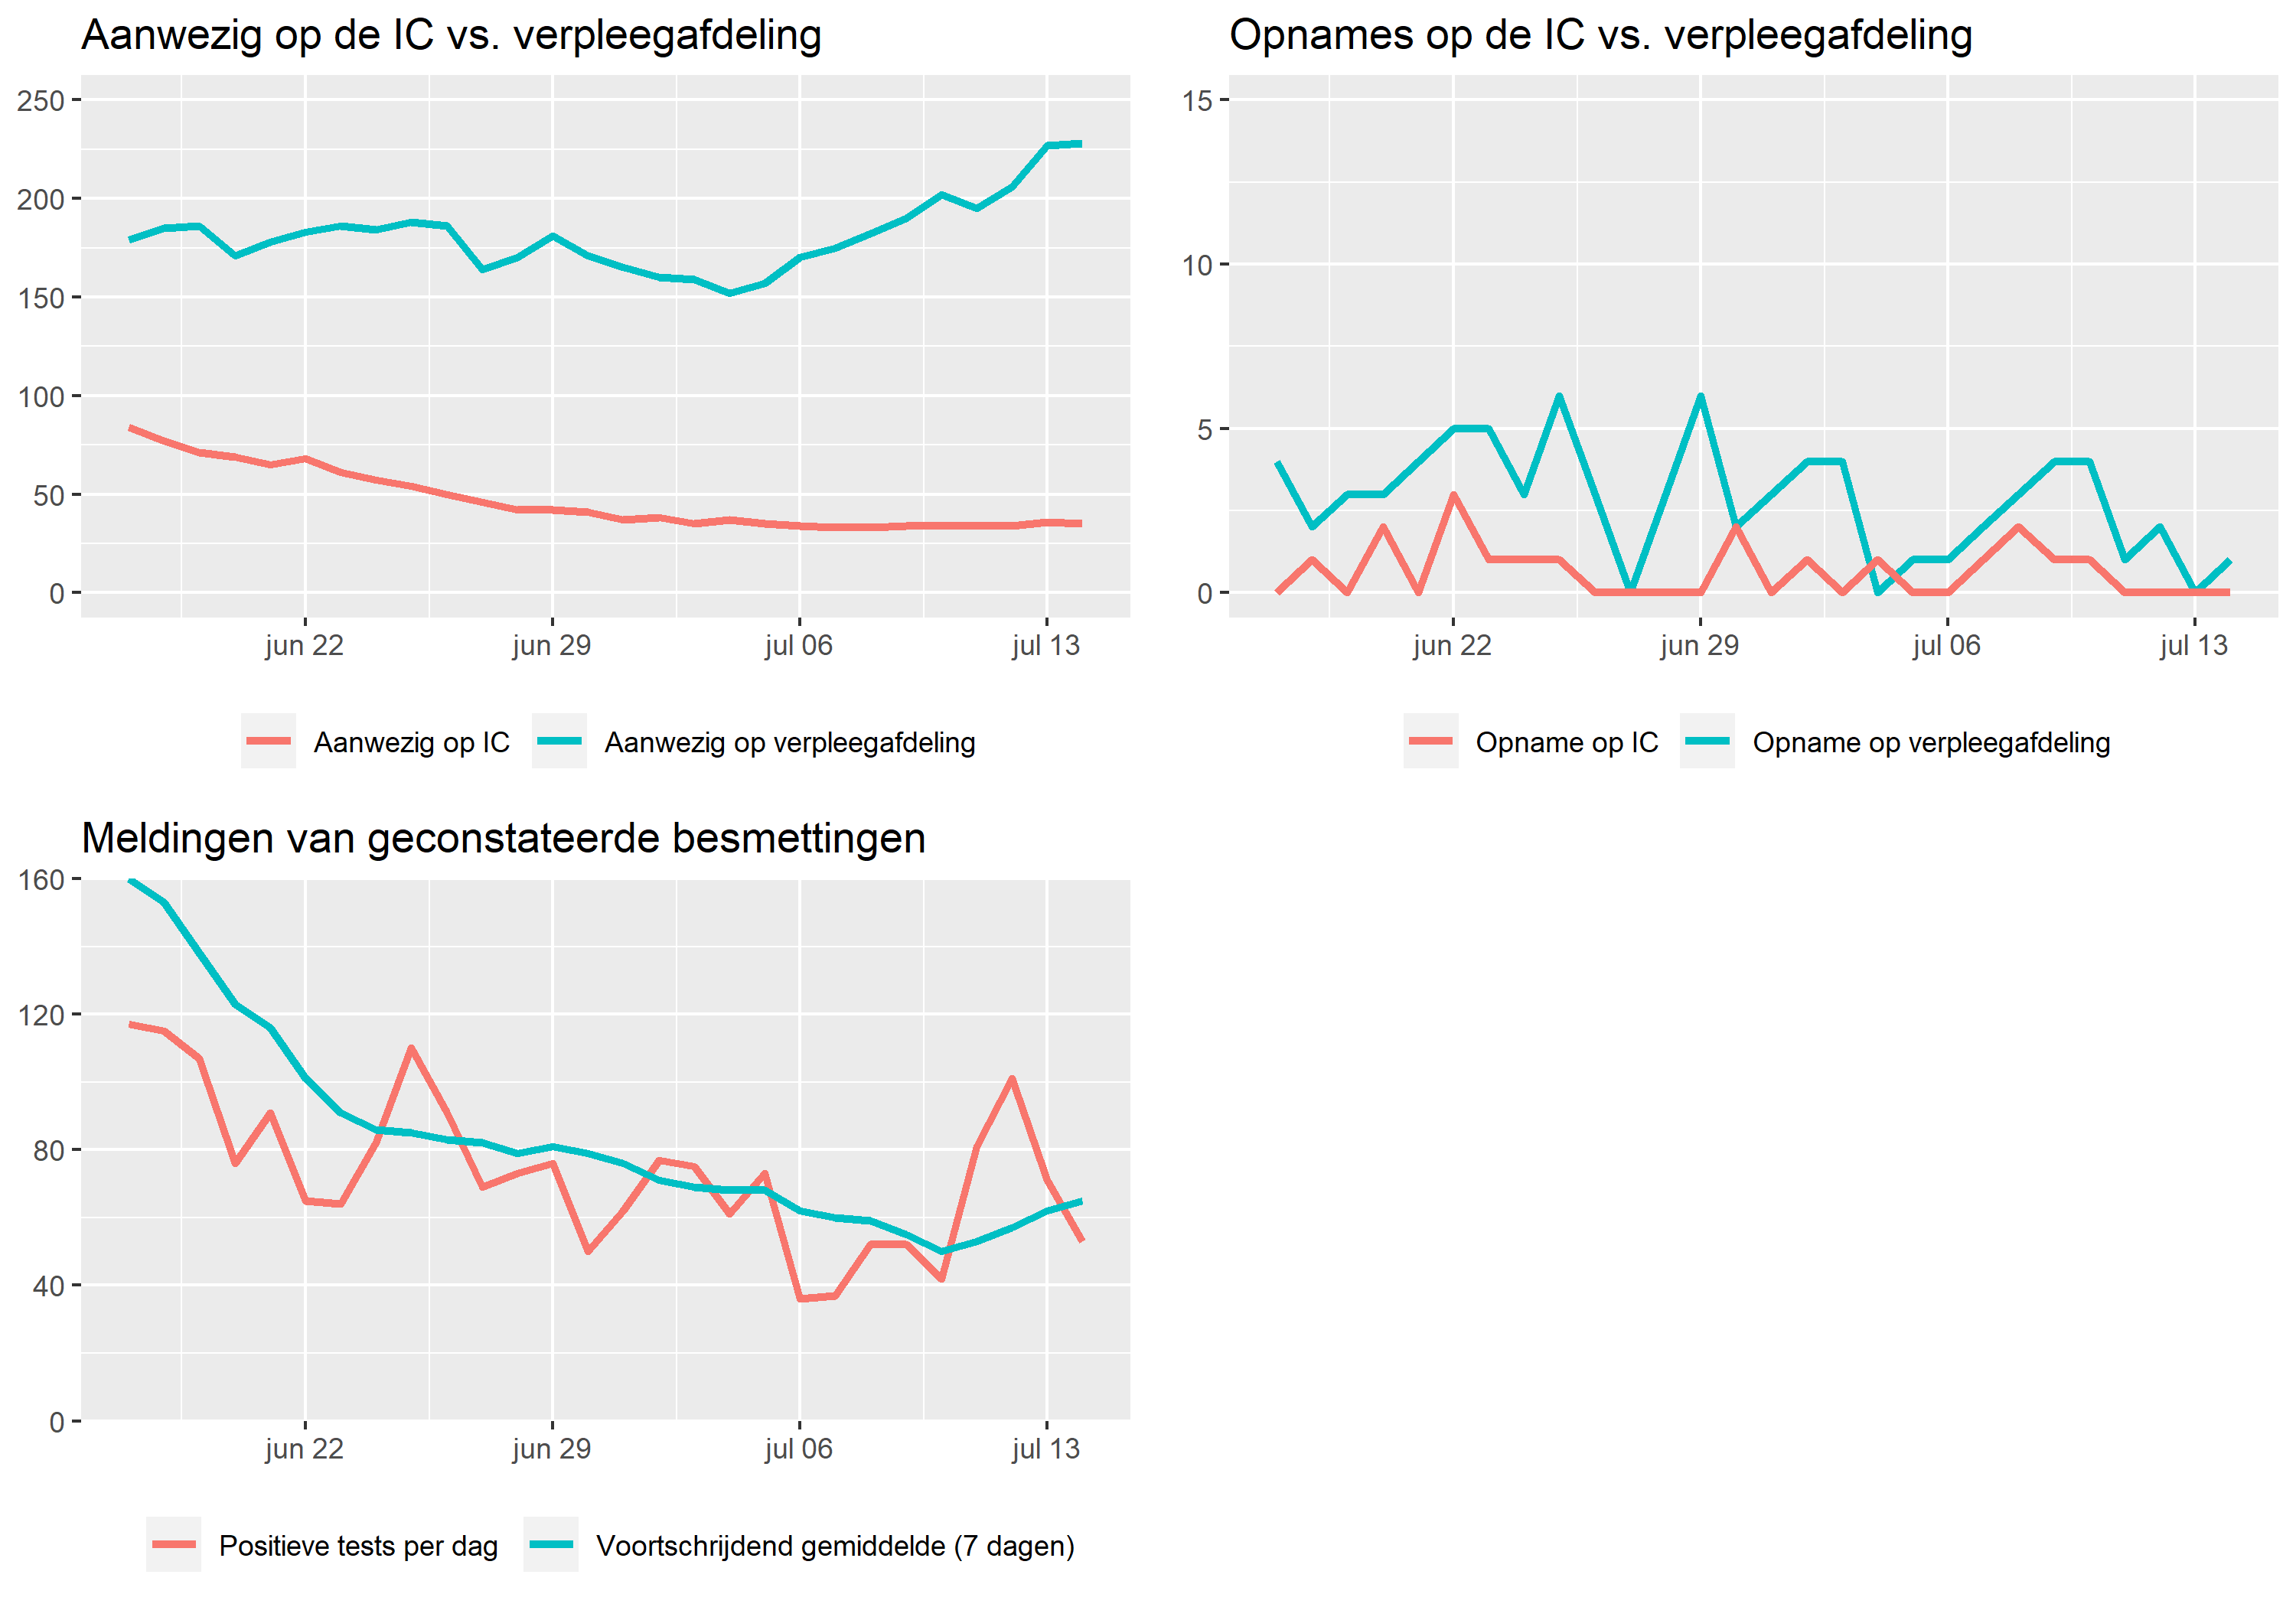 Aanwezig op de IC vs. verpleegafdeling
250
200
150
100
50
0
jun 22 jun 29 jul 06 jul 13
Aanwezig op IC Aanwezig op verpleegafdeling
Opnames op de IC vs. verpleegafdeling
15
10
5
0
jun 22 jun 29 jul 06 jul 13
Opname op IC Opname op verpleegafdeling
Meldingen van geconstateerde besmettingen
160
120
80
40
0
jun 22 jun 29 jul 06 jul 13
Positieve tests per dag Voortschrijdend gemiddelde (7 dagen)